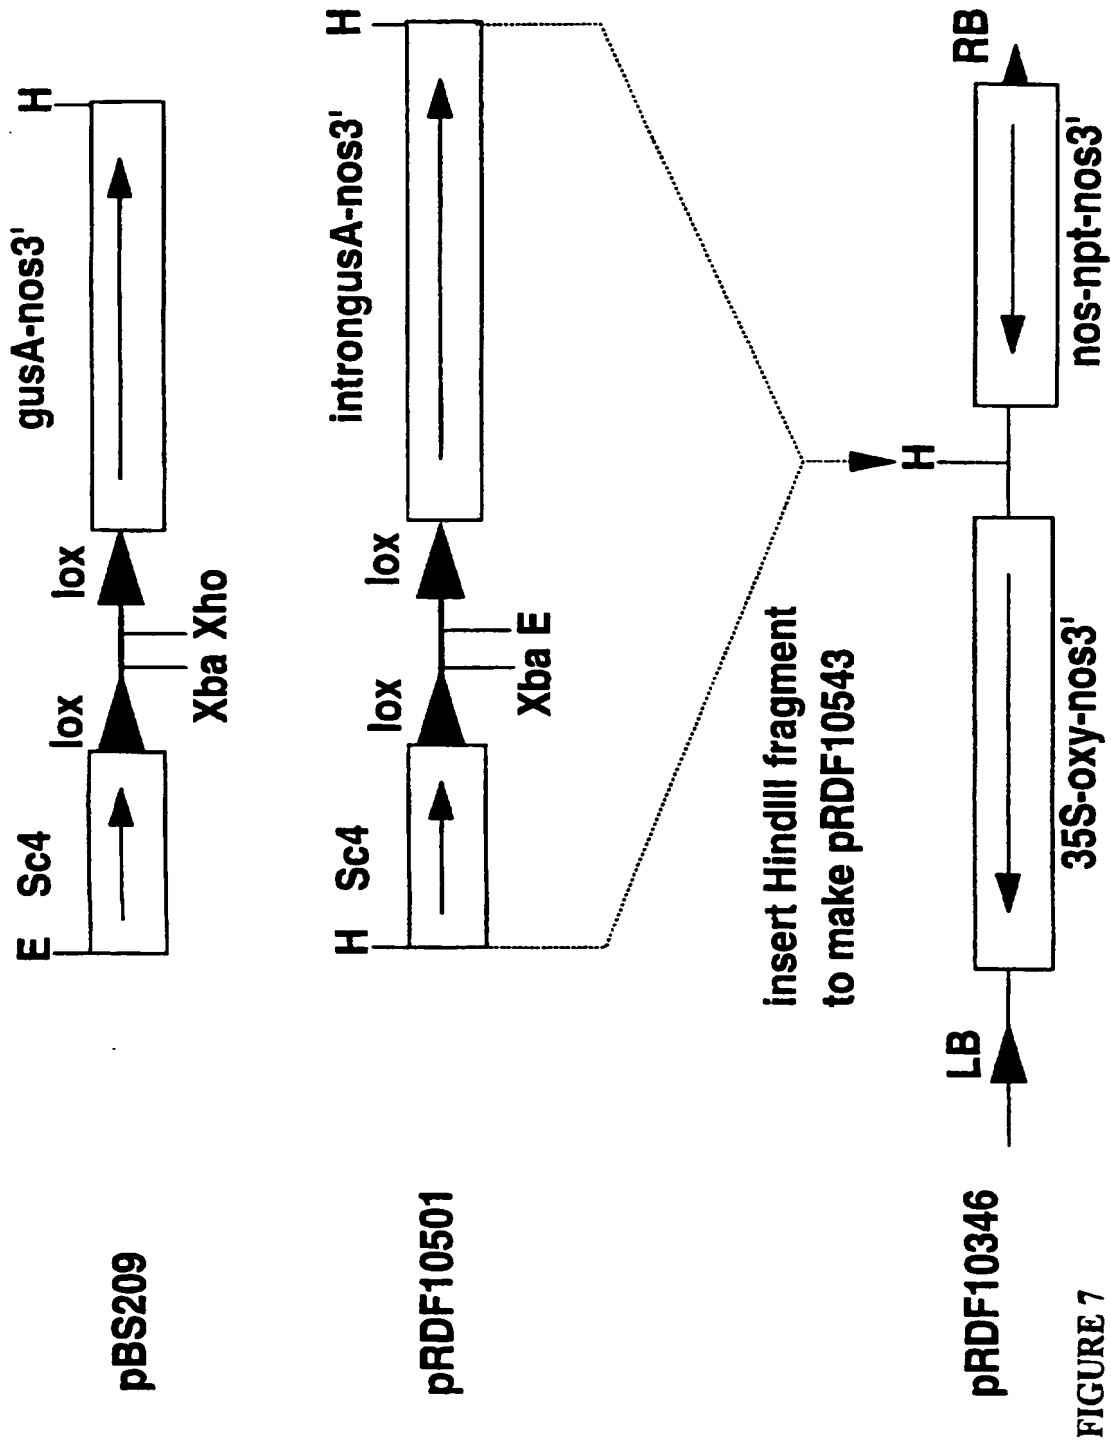 pBS209
E
Sc4
lox
lox
gusA-nos3'
H
Xba Xho
pRDF10501
H
Sc4
lox
lox
introngusA-nos3'
H
Xba E
insert HindIII fragment
to make pRDF10543
pRDF10346
LB
H
RB
35S-oxy-nos3'
nos-npt-nos3'
FIGURE 7